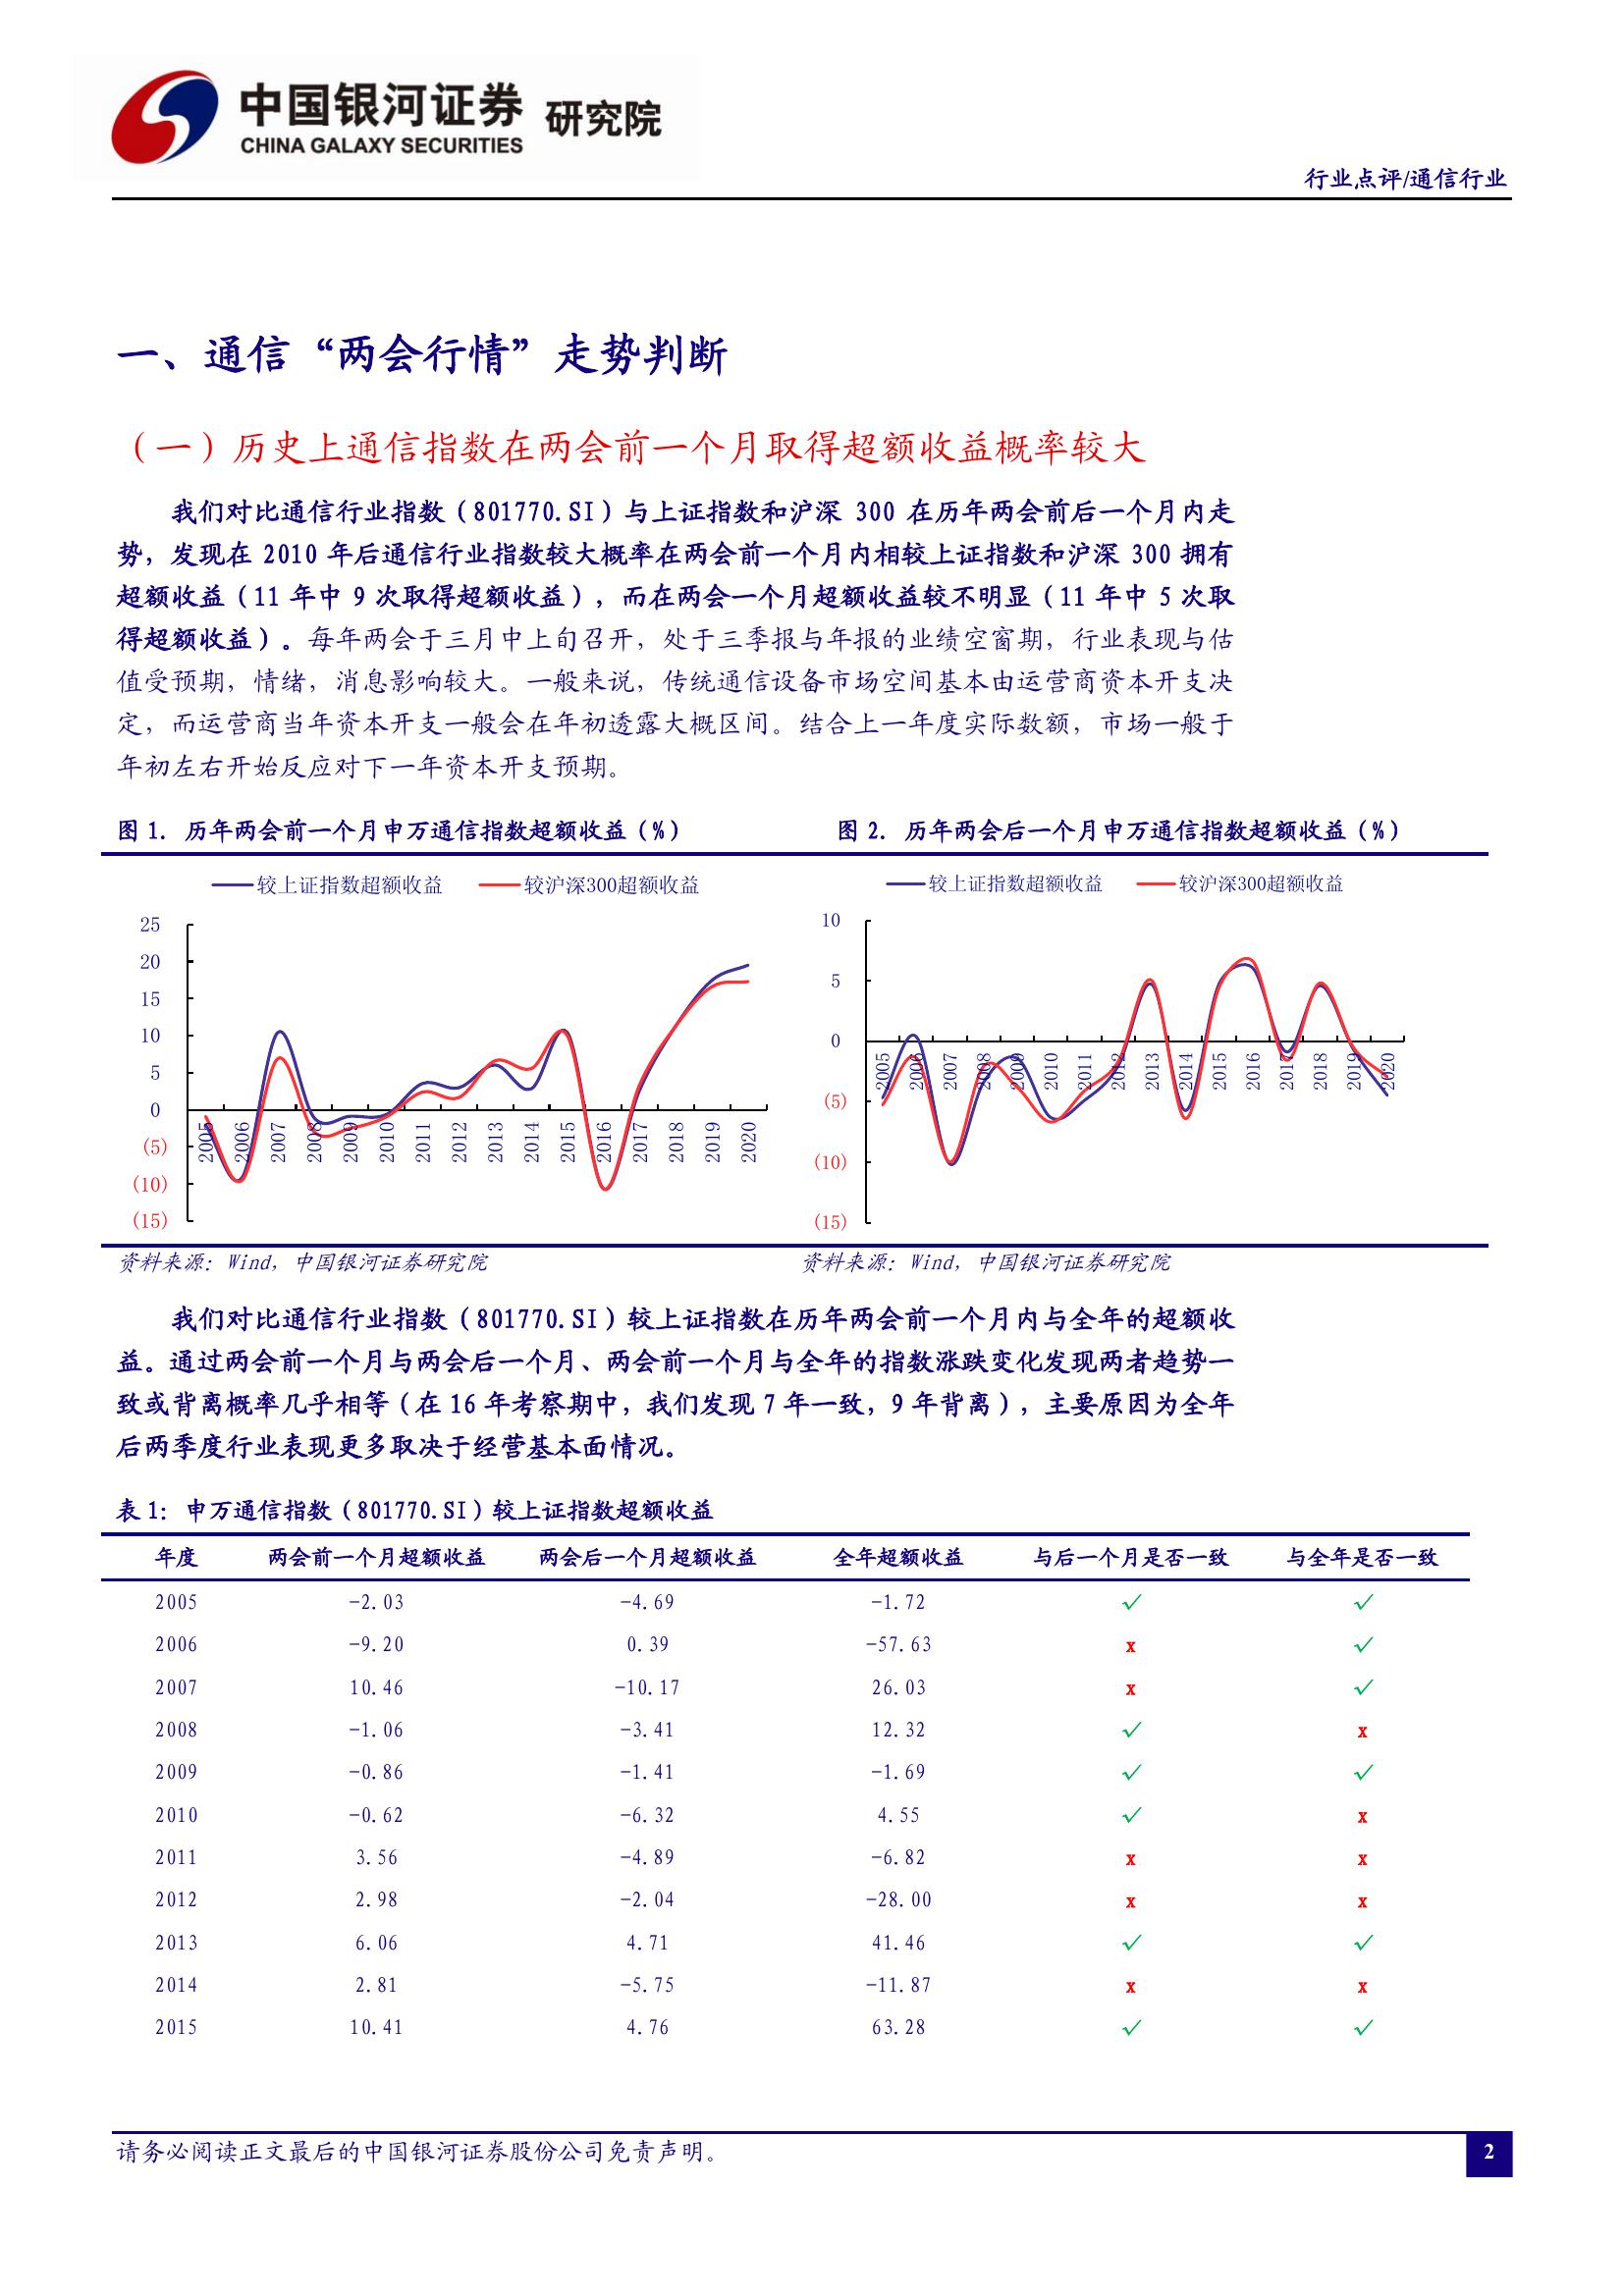 中国银河证券 研究院
CHINA GALAXY SECURITIES
行业点评/通信行业
一、通信“两会行情”走势判断
（一）历史上通信指数在两会前一个月取得超额收益概率较大
我们对比通信行业指数（801770.SI）与上证指数和沪深 300 在历年两会前后一个月内走
势，发现在 2010 年后通信行业指数较大概率在两会前一个月内相较上证指数和沪深 300 拥有
超额收益（11 年中 9 次取得超额收益），而在两会一个月超额收益较不明显（11 年中 5 次取
得超额收益）。每年两会于三月中上旬召开，处于三季报与年报的业绩空窗期，行业表现与估
值受预期，情绪，消息影响较大。一般来说，传统通信设备市场空间基本由运营商资本开支决
定，而运营商当年资本开支一般会在年初透露大概区间。结合上一年度实际数额，市场一般于
年初左右开始反应对下一年资本开支预期。
图 1. 历年两会前一个月申万通信指数超额收益（%）
较上证指数超额收益 较沪深300超额收益
25
20
15
10
5
0
(5)
(10)
(15)
2005 2006 2007 2008 2009 2010 2011 2012 2013 2014 2015 2016 2017 2018 2019 2020
资料来源：Wind，中国银河证券研究院
图 2. 历年两会后一个月申万通信指数超额收益（%）
较上证指数超额收益 较沪深300超额收益
10
5
0
(5)
(10)
(15)
2005 2006 2007 2008 2009 2010 2011 2012 2013 2014 2015 2016 2017 2018 2019 2020
资料来源：Wind，中国银河证券研究院
我们对比通信行业指数（801770.SI）较上证指数在历年两会前一个月内与全年的超额收
益。通过两会前一个月与两会后一个月、两会前一个月与全年的指数涨跌变化发现两者趋势一
致或背离概率几乎相等（在 16 年考察期中，我们发现 7 年一致，9 年背离），主要原因为全年
后两季度行业表现更多取决于经营基本面情况。
表 1：申万通信指数（801770.SI）较上证指数超额收益
年度 两会前一个月超额收益 两会后一个月超额收益 全年超额收益 与后一个月是否一致 与全年是否一致
2005 -2.03 -4.69 -1.72 √ √
2006 -9.20 0.39 -57.63 x √
2007 10.46 -10.17 26.03 x √
2008 -1.06 -3.41 12.32 √ x
2009 -0.86 -1.41 -1.69 √ √
2010 -0.62 -6.32 4.55 √ x
2011 3.56 -4.89 -6.82 x x
2012 2.98 -2.04 -28.00 x x
2013 6.06 4.71 41.46 √ √
2014 2.81 -5.75 -11.87 x x
2015 10.41 4.76 63.28 √ √
请务必阅读正文最后的中国银河证券股份公司免责声明。
2